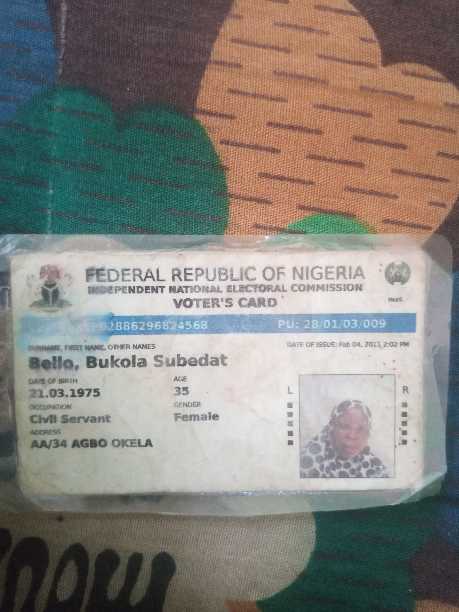 FEDERAL REPUBLIC OF NIGERIA
INDEPENDENT NATIONAL ELECTORAL COMMISSION
VOTER'S CARD
2886296824568 PU: 28/01/03/009
SURNAME, FIRST NAME, OTHER NAMES DATE OF ISSUE: Feb 04, 2011, 2:02 PM
Bello, Bukola Subedat
DATE OF BIRTH AGE
21.03.1975 35
OCCUPATION GENDER
Civil Servant Female
ADDRESS
AA/34 AGBO OKELA
L R